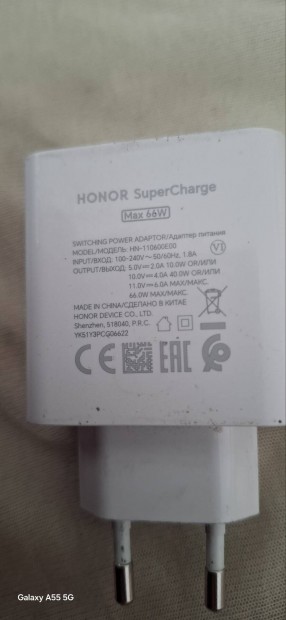 HONOR SuperCharge
Max 66W
SWITCHING POWER ADAPTOR/Адаптер питания
MODEL/МОДЕЛЬ: HN-110600E00
INPUT/ВХОД: 100-240V~50/60Hz, 1.8A
OUTPUT/ВЫХОД: 5.0V⎓2.0A 10.0W OR/ИЛИ
10.0V⎓4.0A 40.0W OR/ИЛИ
11.0V⎓6.0A MAX/МАКС.
66.0W MAX/МАКС.
VI
MADE IN CHINA/СДЕЛАНО В КИТАЕ
HONOR DEVICE CO., LTD.
Shenzhen, 518040, P.R.C.
YKS1Y3PCG06622
CE EAC
Galaxy A55 5G